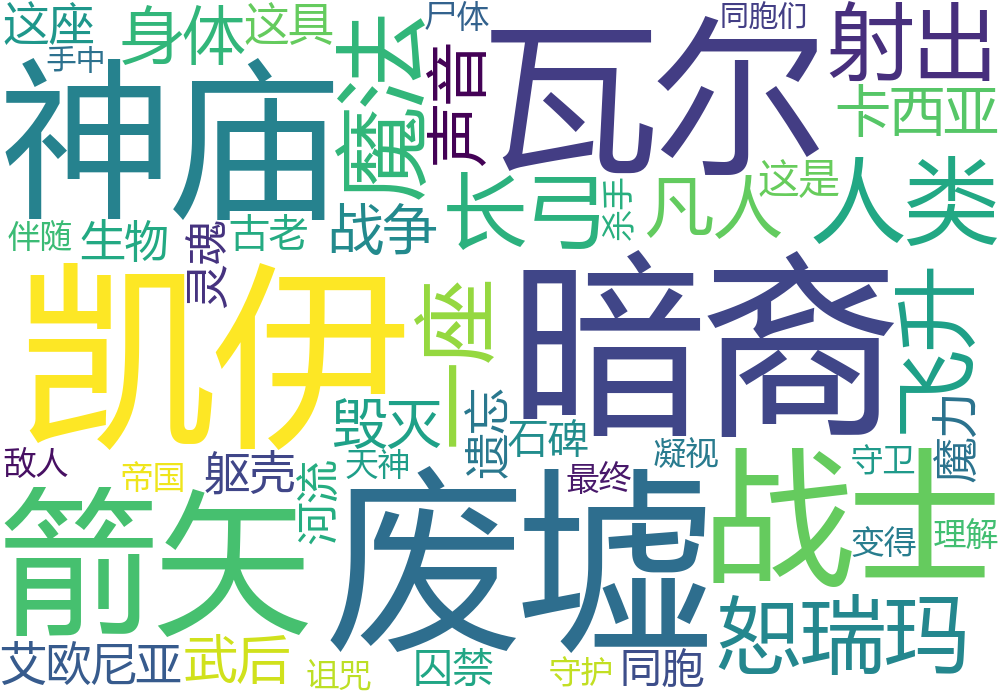 这座
身体
这具
尸体
同胞们
手中
神庙
魔法
声音
瓦尔
射出
卡西亚
长弓
杀手
凡人
这是
人类
伴随
生物
灵魂
古老
战争
凯伊
一座
暗裔
飞升
毁灭
遗忘
石碑
魔力
敌人
帝国
躯壳
河流
天神
最终
凝视
守卫
箭矢
废墟
战士
变得
理解
恕瑞玛
艾欧尼亚
武后
诅咒
囚禁
守护
同胞